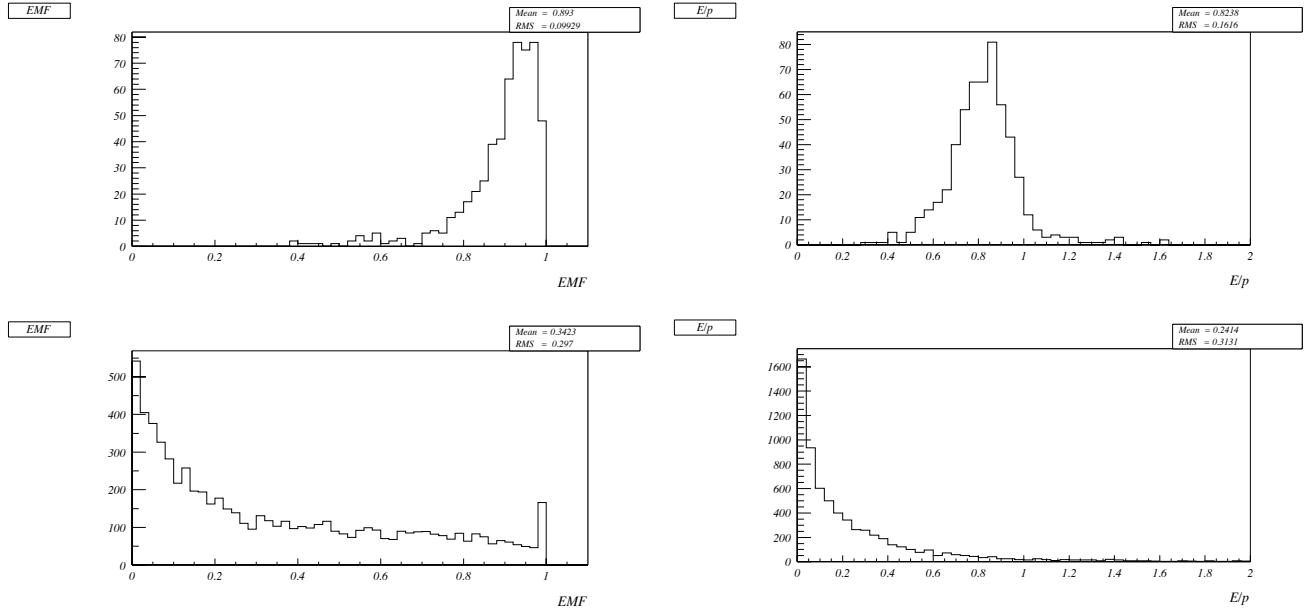 EMF
Mean = 0.893
RMS = 0.09929
80
70
60
50
40
30
20
10
0
0 0.2 0.4 0.6 0.8 1
EMF
E/p
Mean = 0.8238
RMS = 0.1616
80
70
60
50
40
30
20
10
0
0 0.2 0.4 0.6 0.8 1 1.2 1.4 1.6 1.8 2
E/p
EMF
Mean = 0.3423
RMS = 0.297
500
400
300
200
100
0
0 0.2 0.4 0.6 0.8 1
EMF
E/p
Mean = 0.2414
RMS = 0.3131
1600
1400
1200
1000
800
600
400
200
0
0 0.2 0.4 0.6 0.8 1 1.2 1.4 1.6 1.8 2
E/p